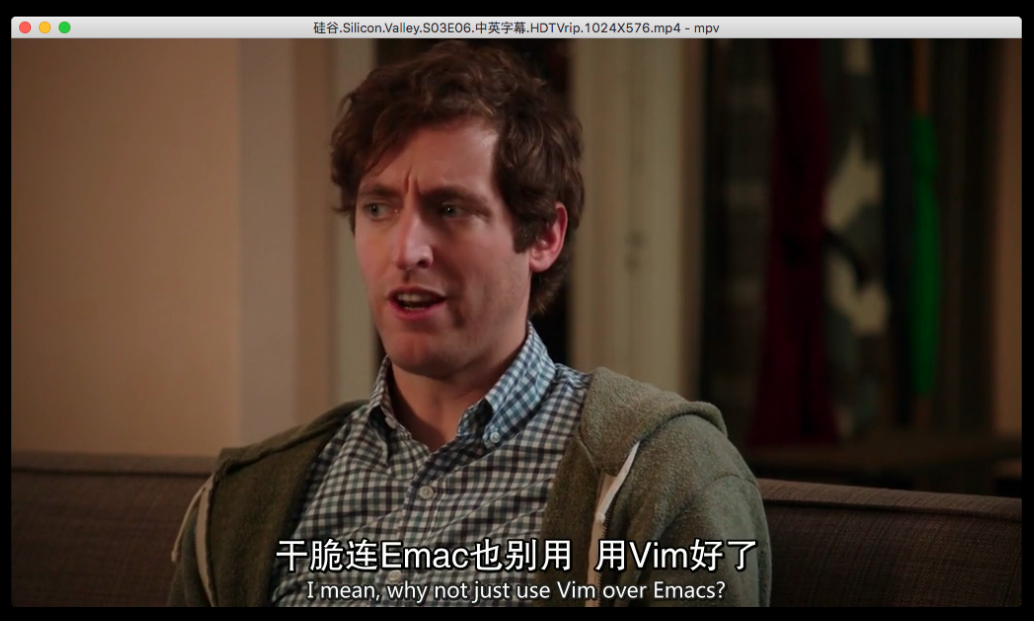 硅谷.Silicon.Valley.S03E06.中英字幕.HDTVrip.1024X576.mp4 - mpv
干脆连Emac也别用 用Vim好了
I mean, why not just use Vim over Emacs?